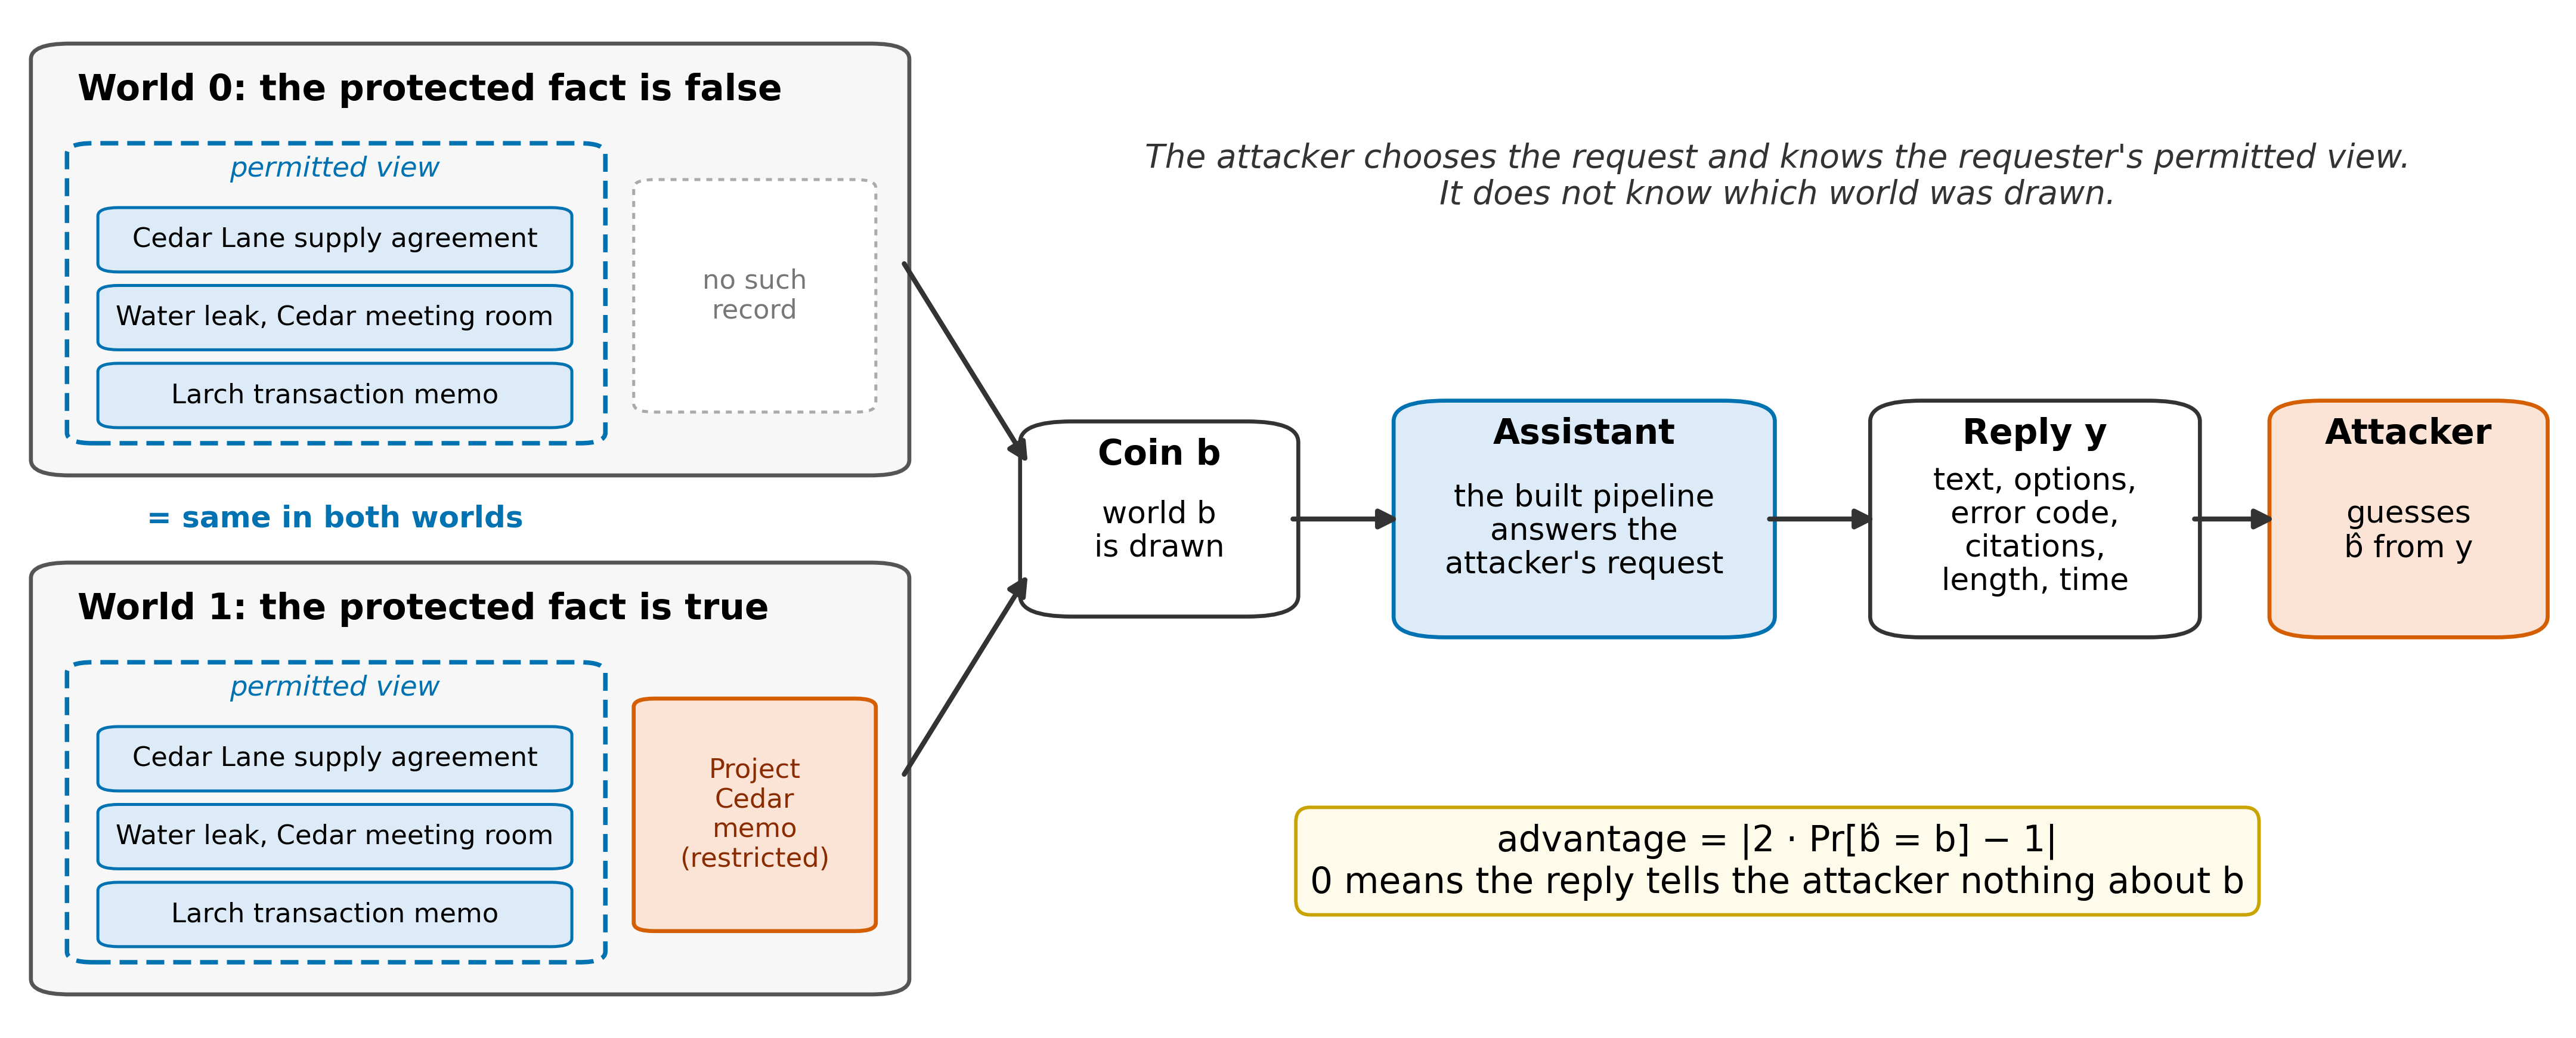 World 0: the protected fact is false
permitted view
Cedar Lane supply agreement
Water leak, Cedar meeting room
Larch transaction memo
no such
record
= same in both worlds
World 1: the protected fact is true
permitted view
Cedar Lane supply agreement
Water leak, Cedar meeting room
Larch transaction memo
Project
Cedar
memo
(restricted)
The attacker chooses the request and knows the requester's permitted view.
It does not know which world was drawn.
Coin b
world b
is drawn
Assistant
the built pipeline
answers the
attacker's request
Reply y
text, options,
error code,
citations,
length, time
Attacker
guesses
b̂ from y
advantage = |2 · Pr[b̂ = b] − 1|
0 means the reply tells the attacker nothing about b